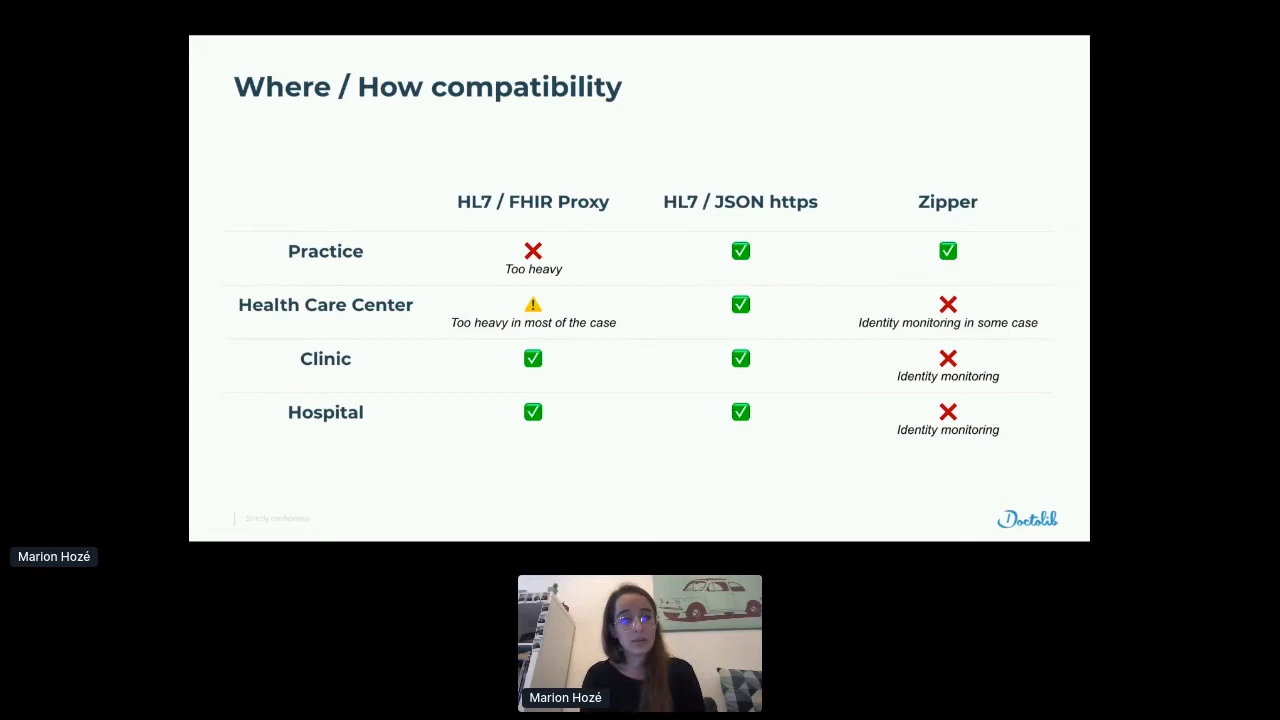 Where / How compatibility
HL7 / FHIR Proxy HL7 / JSON https Zipper
Practice ❌ ✅ ✅
Too heavy
Health Care Center ⚠️ ✅ ❌
Too heavy in most of the case Identity monitoring in some case
Clinic ✅ ✅ ❌
Identity monitoring
Hospital ✅ ✅ ❌
Identity monitoring
Strictly confidential
Doctolib
Marion Hozé
Marion Hozé